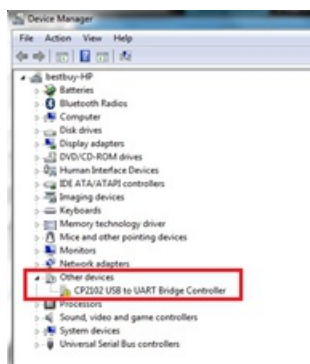 Device Manager
File Action View Help
bestbuy-HP
Batteries
Bluetooth Radios
Computer
Disk drives
Display adapters
DVD/CD-ROM drives
Human Interface Devices
IDE ATA/ATAPI controllers
Imaging devices
Keyboards
Memory technology driver
Mice and other pointing devices
Monitors
Network adapters
Other devices
CP2102 USB to UART Bridge Controller
Processors
Sound, video and game controllers
System devices
Universal Serial Bus controllers